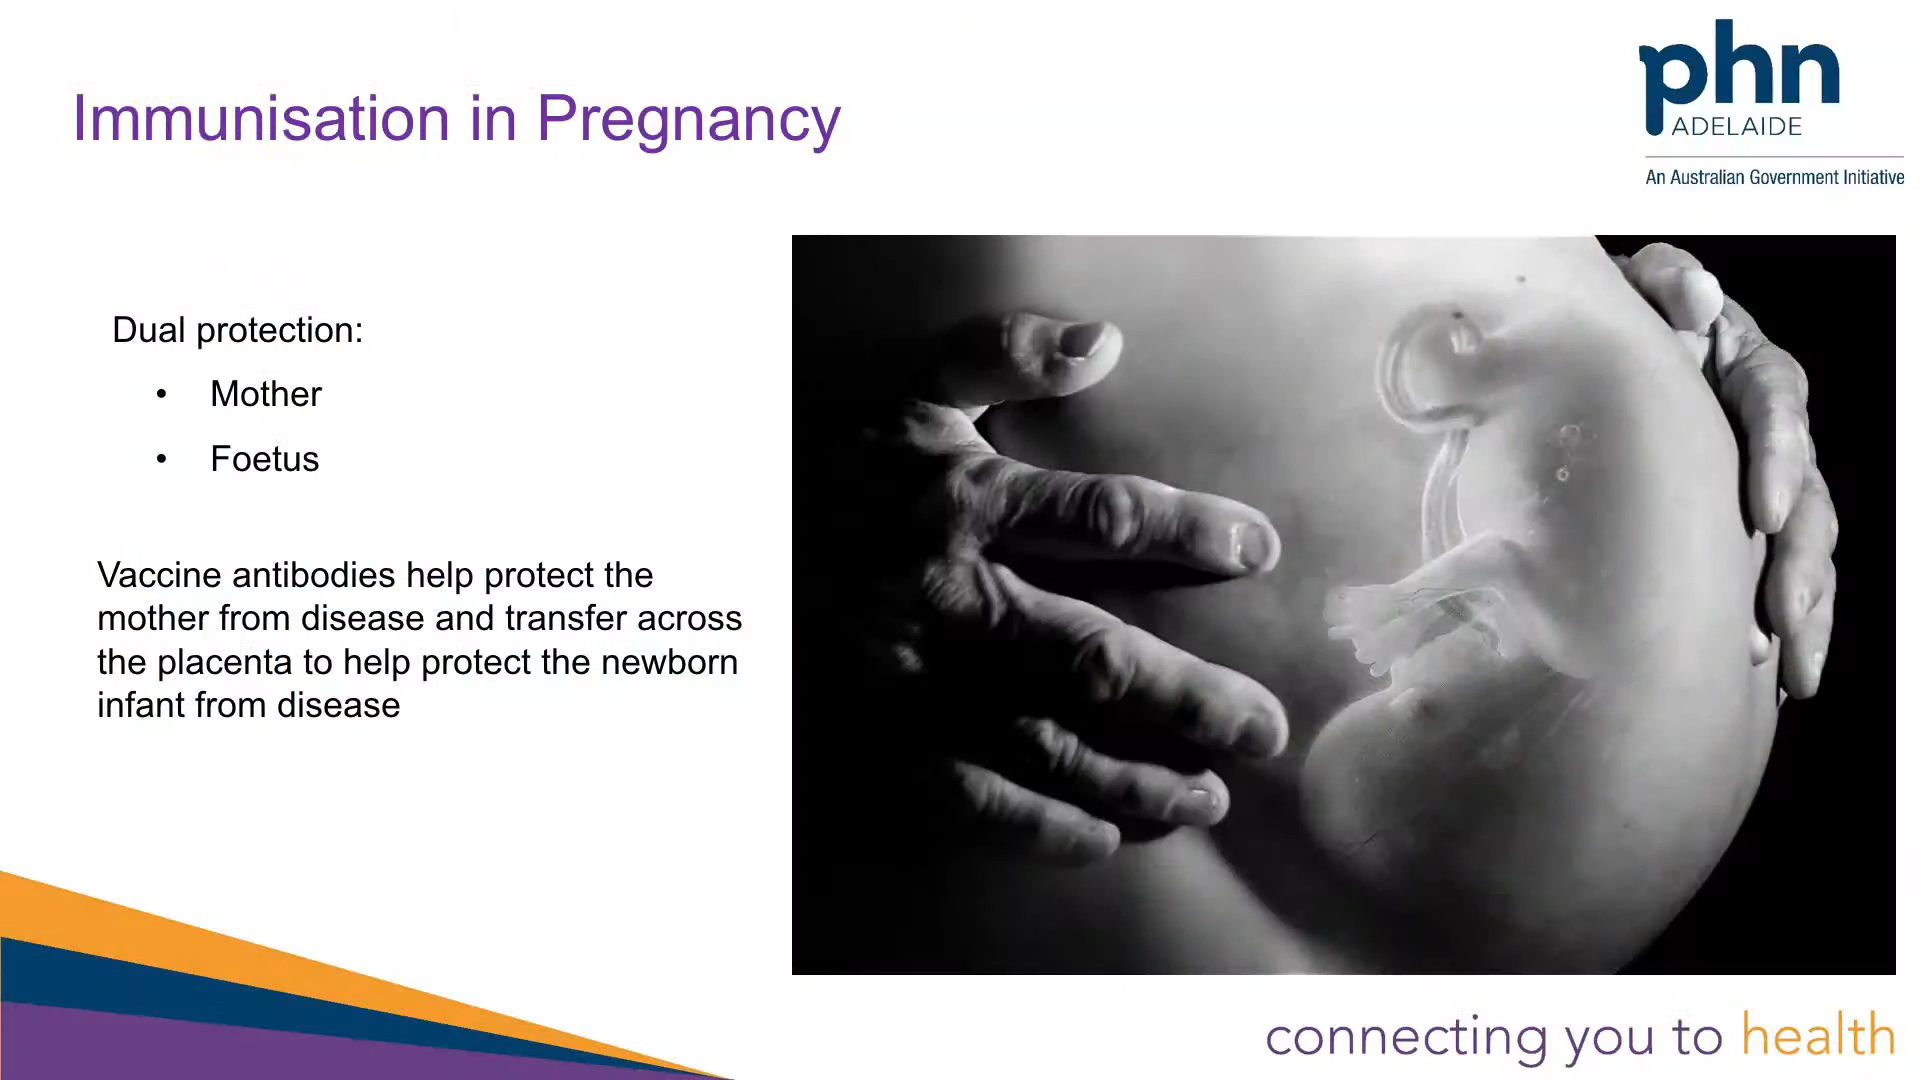 Immunisation in Pregnancy
phn
ADELAIDE
An Australian Government Initiative
Dual protection:
• Mother
• Foetus
Vaccine antibodies help protect the
mother from disease and transfer across
the placenta to help protect the newborn
infant from disease
connecting you to health